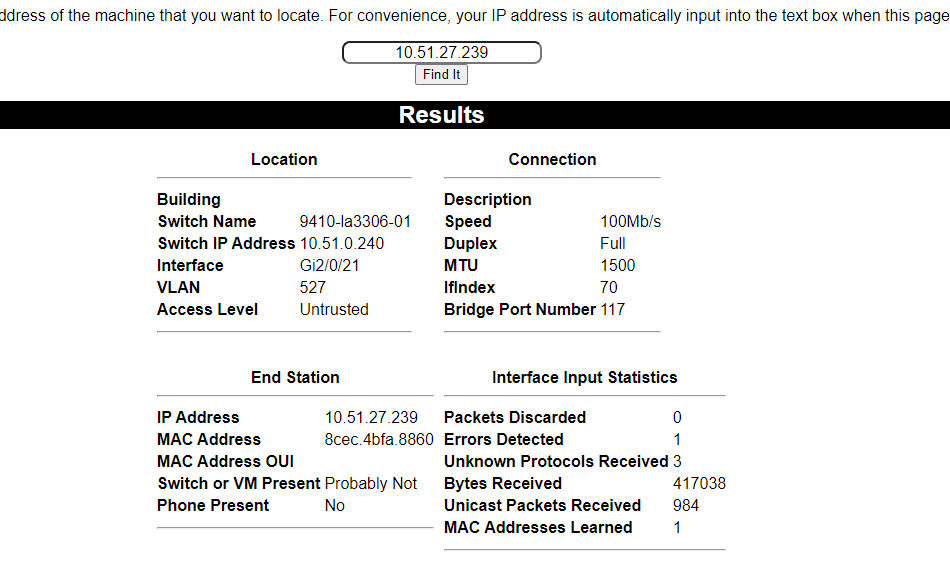 ddress of the machine that you want to locate. For convenience, your IP address is automatically input into the text box when this page
10.51.27.239
Find It
Results
Location
Building
Switch Name 9410-la3306-01
Switch IP Address 10.51.0.240
Interface Gi2/0/21
VLAN 527
Access Level Untrusted
Connection
Description
Speed 100Mb/s
Duplex Full
MTU 1500
IfIndex 70
Bridge Port Number 117
End Station
IP Address 10.51.27.239
MAC Address 8cec.4bfa.8860
MAC Address OUI
Switch or VM Present Probably Not
Phone Present No
Interface Input Statistics
Packets Discarded 0
Errors Detected 1
Unknown Protocols Received 3
Bytes Received 417038
Unicast Packets Received 984
MAC Addresses Learned 1